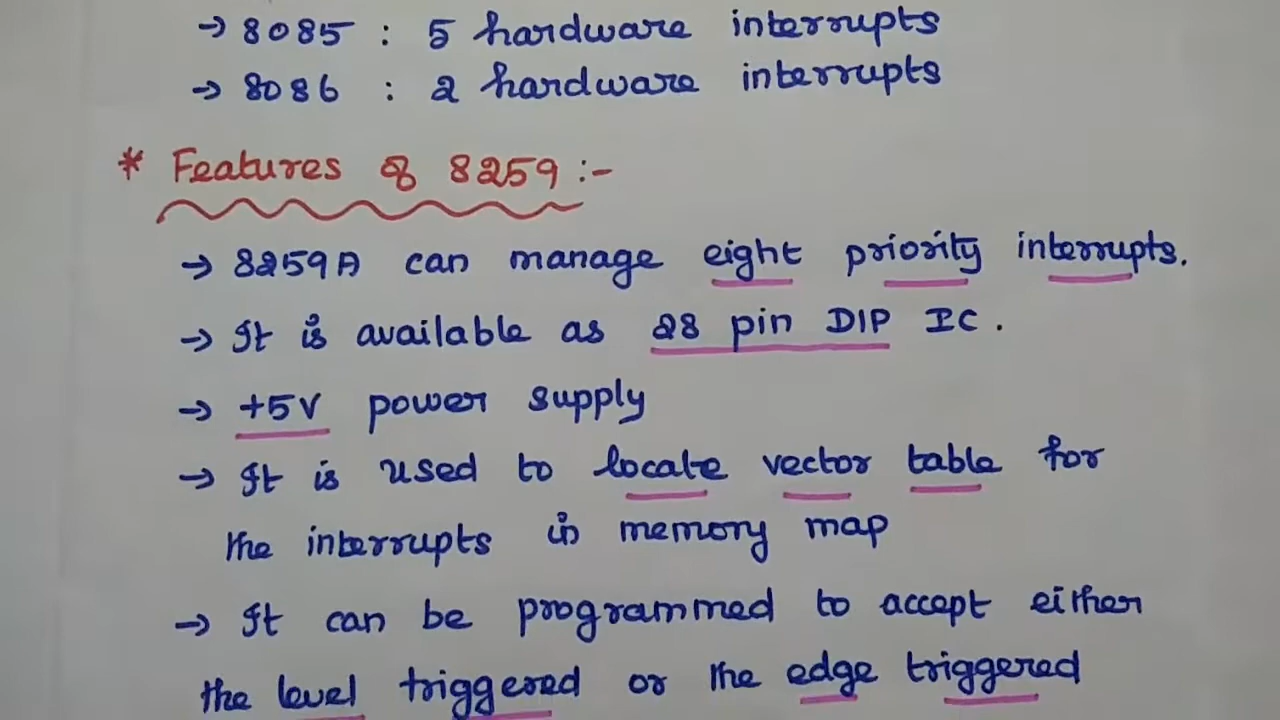 → 8085 : 5 hardware interrupts
→ 8086 : 2 hardware interrupts
* Features of 8259 :-
→ 8259A can manage eight priority interrupts.
→ It is available as 28 pin DIP IC.
→ +5V power supply
→ It is used to locate vector table for
the interrupts in memory map
→ It can be programmed to accept either
the level triggered or the edge triggered